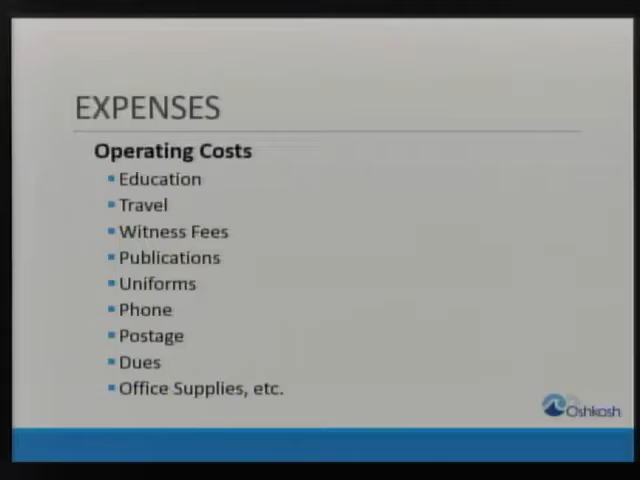 EXPENSES
Operating Costs
Education
Travel
Witness Fees
Publications
Uniforms
Phone
Postage
Dues
Office Supplies, etc.
Oshkosh